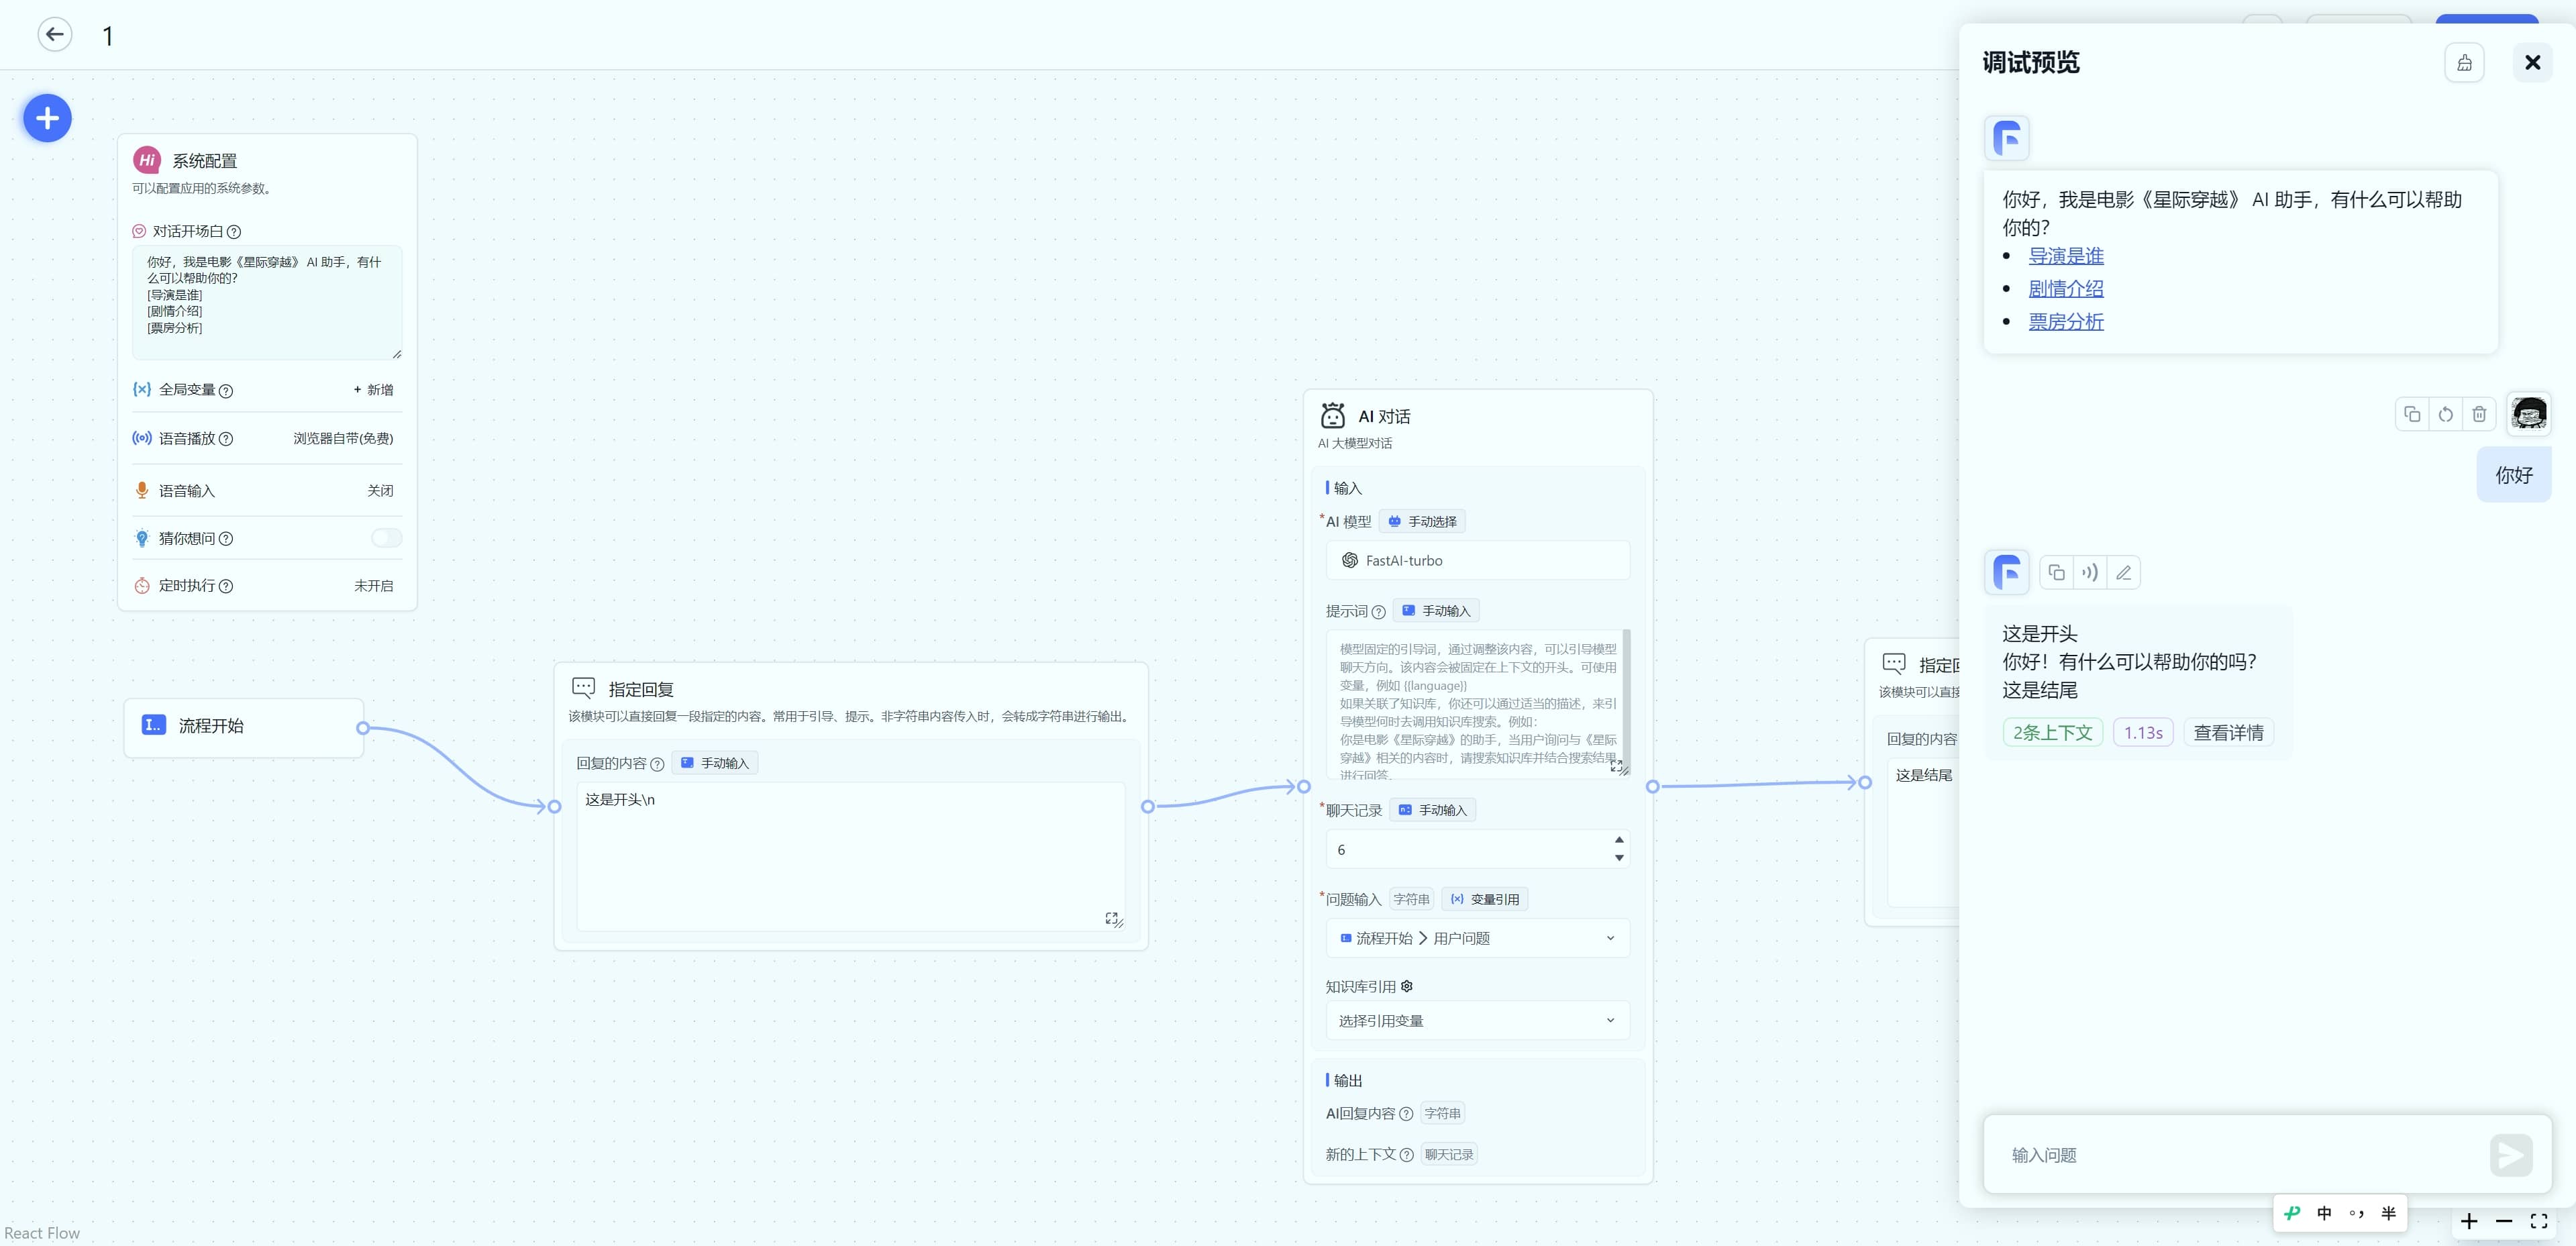 1
Hi 系统配置
可以配置应用的系统参数。
对话开场白
你好，我是电影《星际穿越》 AI 助手，有什
么可以帮助你的？
[导演是谁]
[剧情介绍]
[票房分析]
全局变量 + 新增
语音播放 浏览器自带(免费)
语音输入 关闭
猜你想问
定时执行 未开启
流程开始
指定回复
该模块可以直接回复一段指定的内容。常用于引导、提示。非字符串内容传入时，会转成字符串进行输出。
回复的内容 手动输入
这是开头\n
AI 对话
AI 大模型对话
输入
*AI 模型 手动选择
FastAI-turbo
提示词 手动输入
模型固定的引导词，通过调整该内容，可以引导模型
聊天方向。该内容会被固定在上下文的开头。可使用
变量，例如 {{language}}
如果关联了知识库，你还可以通过适当的描述，来引
导模型何时去调用知识库搜索。例如：
你是电影《星际穿越》的助手，当用户询问与《星际
穿越》相关的内容时，请搜索知识库并结合搜索结果
进行回答。
*聊天记录 手动输入
6
*问题输入 字符串 变量引用
流程开始 > 用户问题
知识库引用
选择引用变量
输出
AI回复内容 字符串
新的上下文 聊天记录
指定回
该模块可以直接
回复的内容
这是结尾
调试预览
你好，我是电影《星际穿越》 AI 助手，有什么可以帮助
你的？
• 导演是谁
• 剧情介绍
• 票房分析
你好
这是开头
你好！有什么可以帮助你的吗？
这是结尾
2条上下文 1.13s 查看详情
输入问题
中 °， 半
React Flow